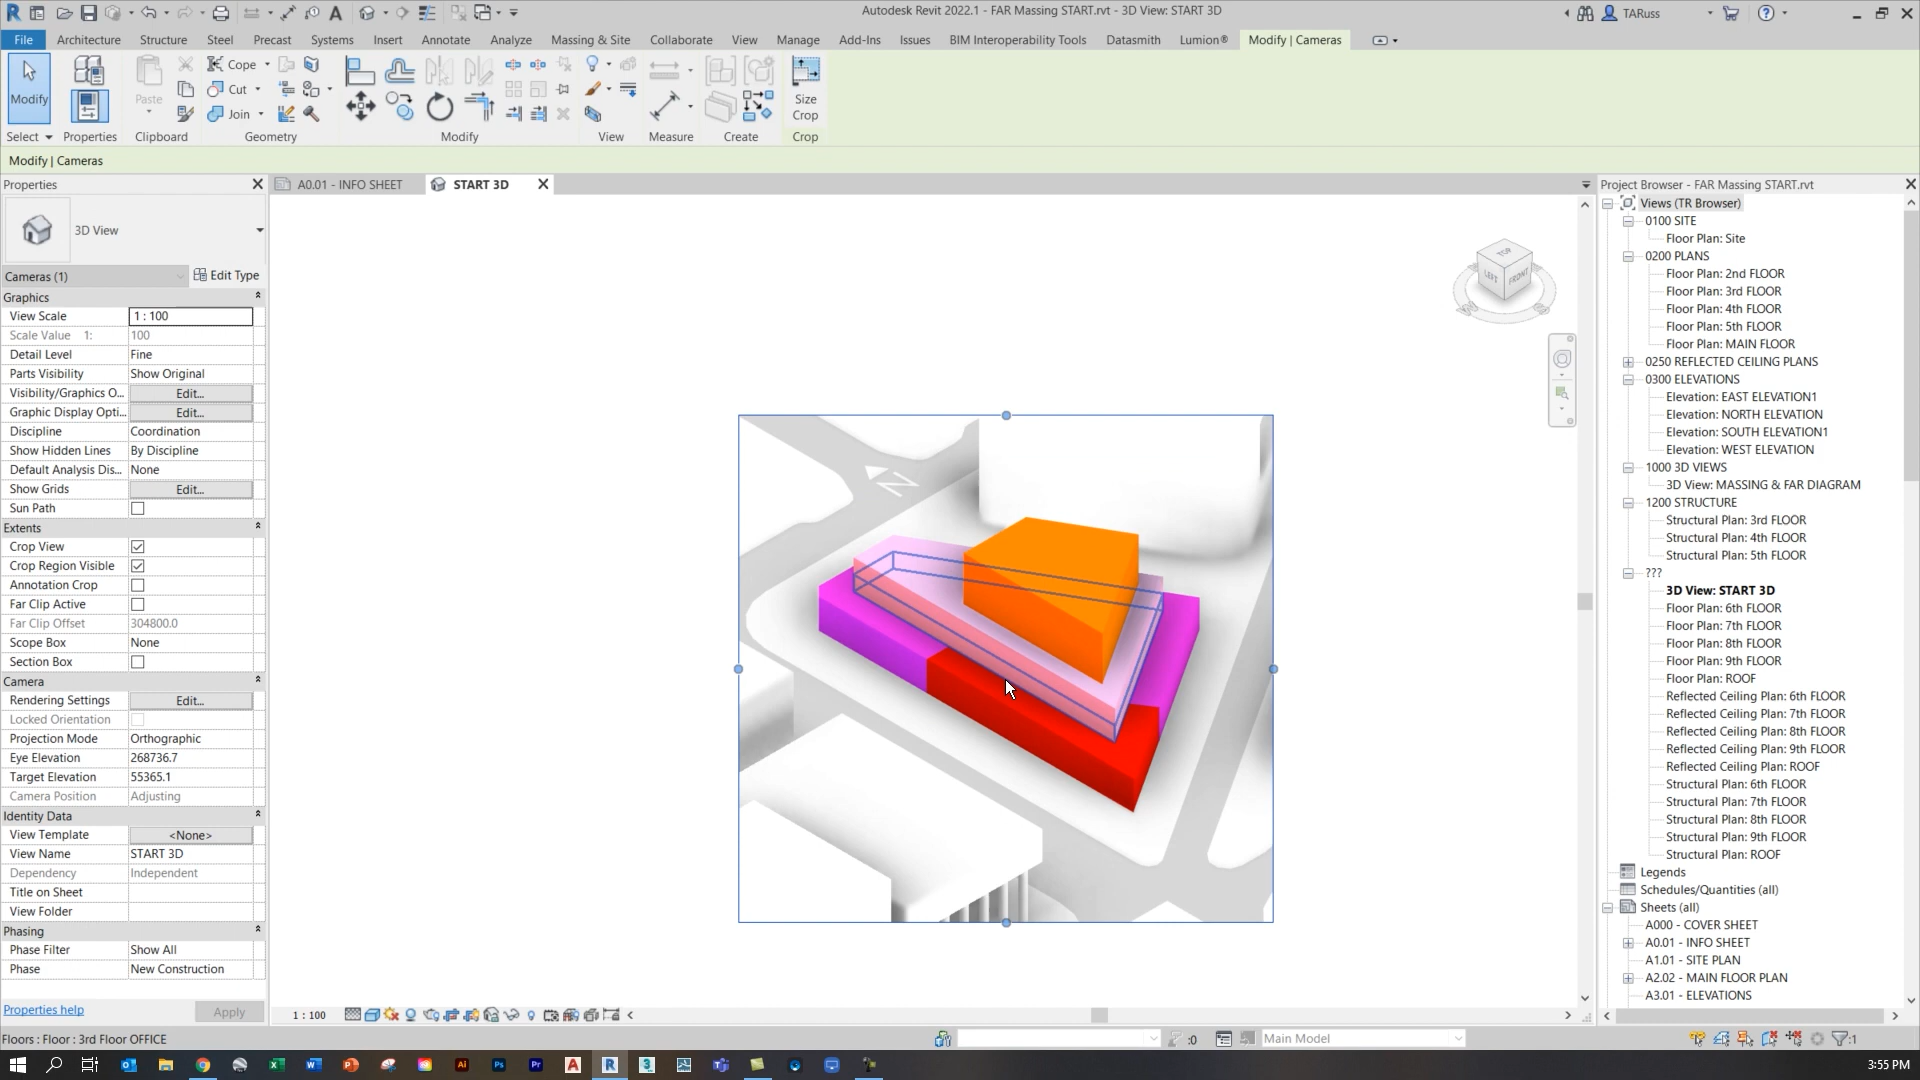 Autodesk Revit 2022.1 - FAR Massing START.rvt - 3D View: START 3D
TARuss
File Architecture Structure Steel Precast Systems Insert Annotate Analyze Massing & Site Collaborate View Manage Add-Ins Issues BIM Interoperability Tools Datasmith Lumion® Modify | Cameras
Modify
Paste
Cope
Cut
Join
Size
Crop
Select Properties Clipboard Geometry Modify View Measure Create Crop
Modify | Cameras
Properties
A0.01 - INFO SHEET
START 3D
3D View
Cameras (1)
Edit Type
Graphics
View Scale 1 : 100
Scale Value 1: 100
Detail Level Fine
Parts Visibility Show Original
Visibility/Graphics O... Edit...
Graphic Display Opti... Edit...
Discipline Coordination
Show Hidden Lines By Discipline
Default Analysis Dis... None
Show Grids Edit...
Sun Path
Extents
Crop View
Crop Region Visible
Annotation Crop
Far Clip Active
Far Clip Offset 304800.0
Scope Box None
Section Box
Camera
Rendering Settings Edit...
Locked Orientation
Projection Mode Orthographic
Eye Elevation 268736.7
Target Elevation 55365.1
Camera Position Adjusting
Identity Data
View Template <None>
View Name START 3D
Dependency Independent
Title on Sheet
View Folder
Phasing
Phase Filter Show All
Phase New Construction
Properties help
Apply
TOP
LEFT
FRONT
N
1 : 100
Project Browser - FAR Massing START.rvt
Views (TR Browser)
0100 SITE
Floor Plan: Site
0200 PLANS
Floor Plan: 2nd FLOOR
Floor Plan: 3rd FLOOR
Floor Plan: 4th FLOOR
Floor Plan: 5th FLOOR
Floor Plan: MAIN FLOOR
0250 REFLECTED CEILING PLANS
0300 ELEVATIONS
Elevation: EAST ELEVATION1
Elevation: NORTH ELEVATION
Elevation: SOUTH ELEVATION1
Elevation: WEST ELEVATION
1000 3D VIEWS
3D View: MASSING & FAR DIAGRAM
1200 STRUCTURE
Structural Plan: 3rd FLOOR
Structural Plan: 4th FLOOR
Structural Plan: 5th FLOOR
???
3D View: START 3D
Floor Plan: 6th FLOOR
Floor Plan: 7th FLOOR
Floor Plan: 8th FLOOR
Floor Plan: 9th FLOOR
Floor Plan: ROOF
Reflected Ceiling Plan: 6th FLOOR
Reflected Ceiling Plan: 7th FLOOR
Reflected Ceiling Plan: 8th FLOOR
Reflected Ceiling Plan: 9th FLOOR
Reflected Ceiling Plan: ROOF
Structural Plan: 6th FLOOR
Structural Plan: 7th FLOOR
Structural Plan: 8th FLOOR
Structural Plan: 9th FLOOR
Structural Plan: ROOF
Legends
Schedules/Quantities (all)
Sheets (all)
A000 - COVER SHEET
A0.01 - INFO SHEET
A1.01 - SITE PLAN
A2.02 - MAIN FLOOR PLAN
A3.01 - ELEVATIONS
Floors : Floor : 3rd Floor OFFICE
:0
Main Model
:1
3:55 PM